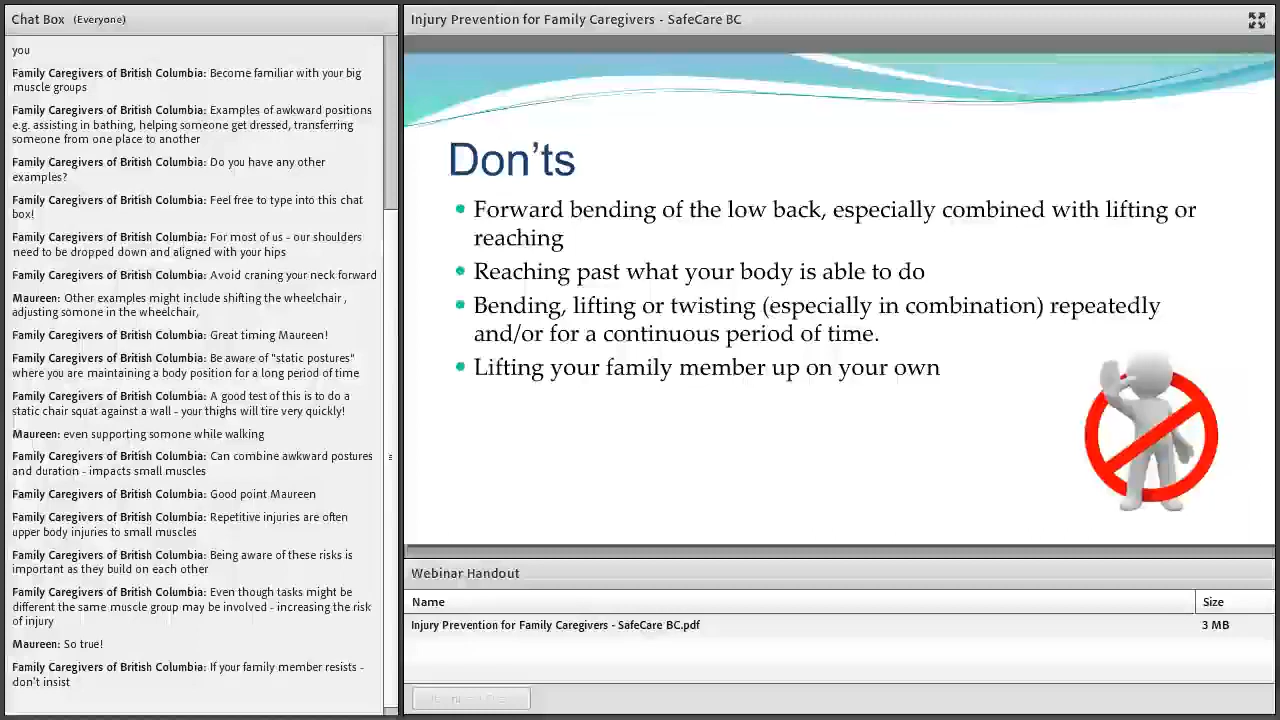 Chat Box (Everyone)
you
Family Caregivers of British Columbia: Become familiar with your big
muscle groups
Family Caregivers of British Columbia: Examples of awkward positions
e.g. assisting in bathing, helping someone get dressed, transferring
someone from one place to another
Family Caregivers of British Columbia: Do you have any other
examples?
Family Caregivers of British Columbia: Feel free to type into this chat
box!
Family Caregivers of British Columbia: For most of us - our shoulders
need to be dropped down and aligned with your hips
Family Caregivers of British Columbia: Avoid craning your neck forward
Maureen: Other examples might include shifting the wheelchair ,
adjusting somone in the wheelchair,
Family Caregivers of British Columbia: Great timing Maureen!
Family Caregivers of British Columbia: Be aware of "static postures"
where you are maintaining a body position for a long period of time
Family Caregivers of British Columbia: A good test of this is to do a
static chair squat against a wall - your thighs will tire very quickly!
Maureen: even supporting somone while walking
Family Caregivers of British Columbia: Can combine awkward postures
and duration - impacts small muscles
Family Caregivers of British Columbia: Good point Maureen
Family Caregivers of British Columbia: Repetitive injuries are often
upper body injuries to small muscles
Family Caregivers of British Columbia: Being aware of these risks is
important as they build on each other
Family Caregivers of British Columbia: Even though tasks might be
different the same muscle group may be involved - increasing the risk
of injury
Maureen: So true!
Family Caregivers of British Columbia: If your family member resists -
don't insist
Injury Prevention for Family Caregivers - SafeCare BC
Don'ts
Forward bending of the low back, especially combined with lifting or
reaching
Reaching past what your body is able to do
Bending, lifting or twisting (especially in combination) repeatedly
and/or for a continuous period of time.
Lifting your family member up on your own
Webinar Handout
Name Size
Injury Prevention for Family Caregivers - SafeCare BC.pdf 3 MB